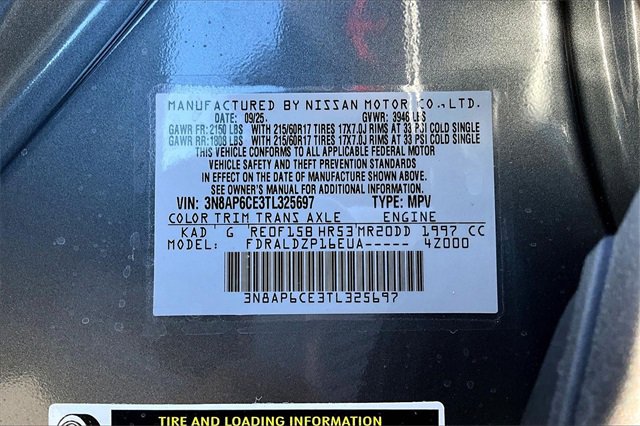 MANUFACTURED BY NISSAN MOTOR CO., LTD.
DATE: 09/25. GVWR: 3946 LBS
GAWR FR: 2150 LBS WITH 215/60R17 TIRES 17X7.0J RIMS AT 33 PSI COLD SINGLE
GAWR RR: 1908 LBS WITH 215/60R17 TIRES 17X7.0J RIMS AT 33 PSI COLD SINGLE
THIS VEHICLE CONFORMS TO ALL APPLICABLE FEDERAL MOTOR
VEHICLE SAFETY AND THEFT PREVENTION STANDARDS
IN EFFECT ON THE DATE OF MANUFACTURE SHOWN ABOVE.
SEE OWNER'S MANUAL FOR ADDITIONAL INFORMATION.
VIN: 3N8AP6CE3TL325697 TYPE: MPV
COLOR TRIM TRANS AXLE ENGINE
KAD G RE0F15B HR53 MR20DD 1997 CC
MODEL: FDRALDZP16EUA----- 4Z000
3N8AP6CE3TL325697
TIRE AND LOADING INFORMATION